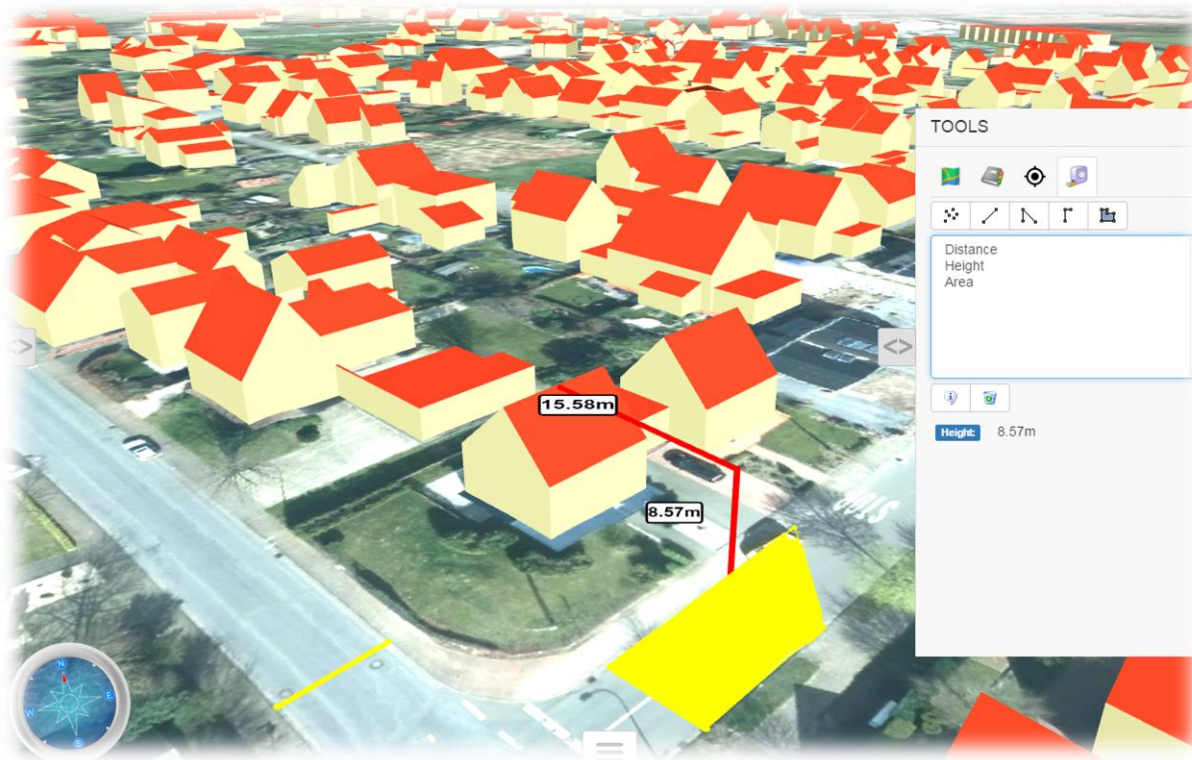 TOOLS
Distance
Height
Area
Height:
8.57m
15.58m
8.57m
STOP
N
E
S
W
<>
<>